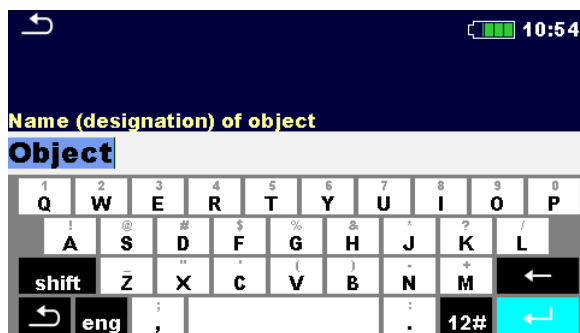 10:54
Name (designation) of object
Object
1 2 3 4 5 6 7 8 9 0
Q W E R T Y U I O P
! @ # $ % & * ? /
A S D F G H J K L
_ " ' ( ) - +
shift Z X C V B N M ←
; :
eng , . 12#